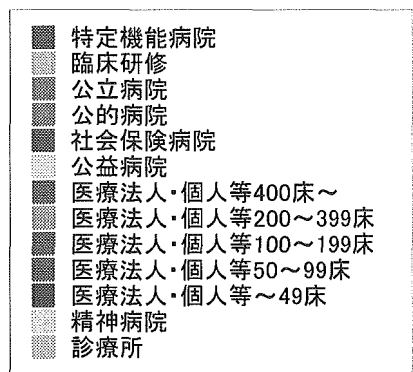 特定機能病院
臨床研修
公立病院
公的病院
社会保険病院
公益病院
医療法人・個人等400床～
医療法人・個人等200～399床
医療法人・個人等100～199床
医療法人・個人等50～99床
医療法人・個人等～49床
精神病院
診療所